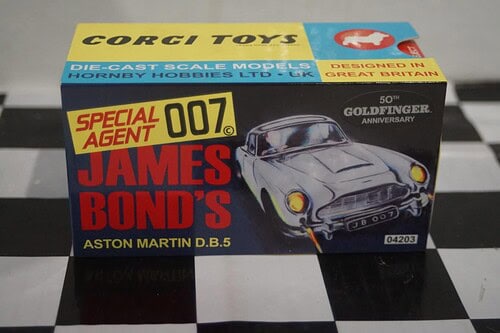 CORGI TOYS
DIE-CAST SCALE MODELS
HORNBY HOBBIES LTD • UK
DESIGNED IN
GREAT BRITAIN
SPECIAL
AGENT
007©
JAMES
BOND'S
ASTON MARTIN D.B.5
50TH
GOLDFINGER
ANNIVERSARY
JB 007
04203